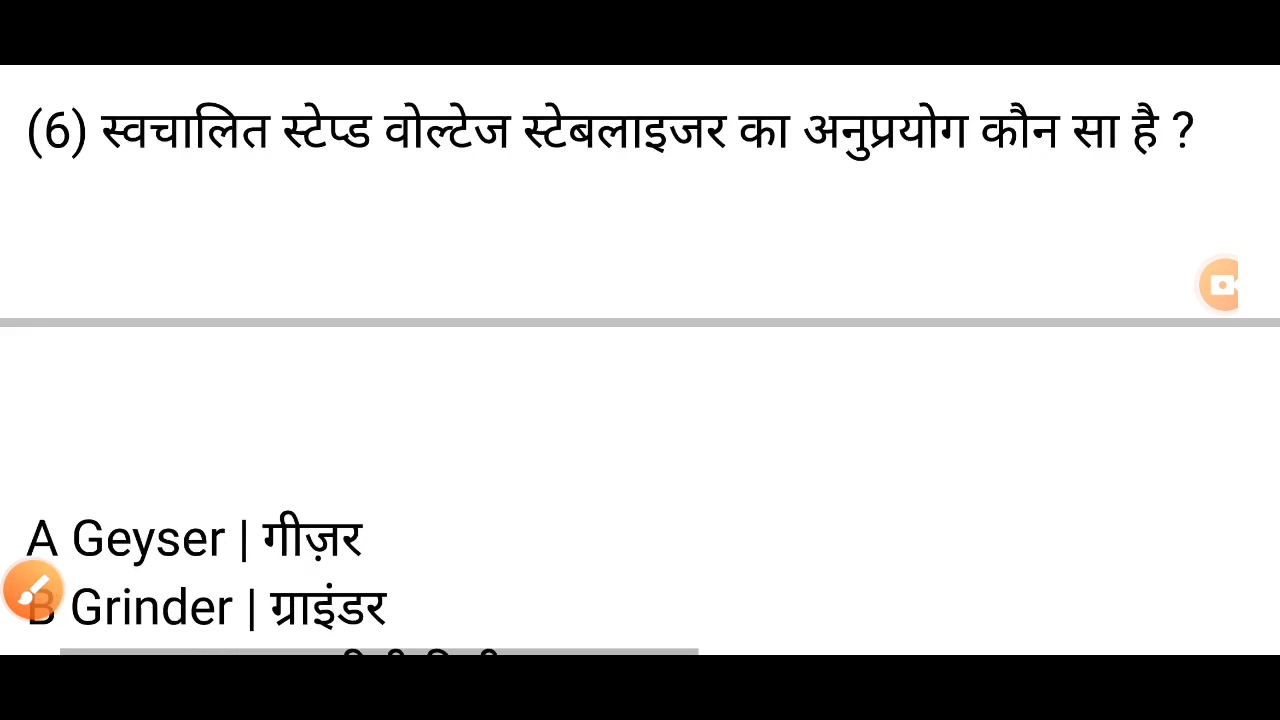 (6) स्वचालित स्टेप्ड वोल्टेज स्टेबलाइजर का अनुप्रयोग कौन सा है ?
A Geyser | गीज़र
B Grinder | ग्राइंडर